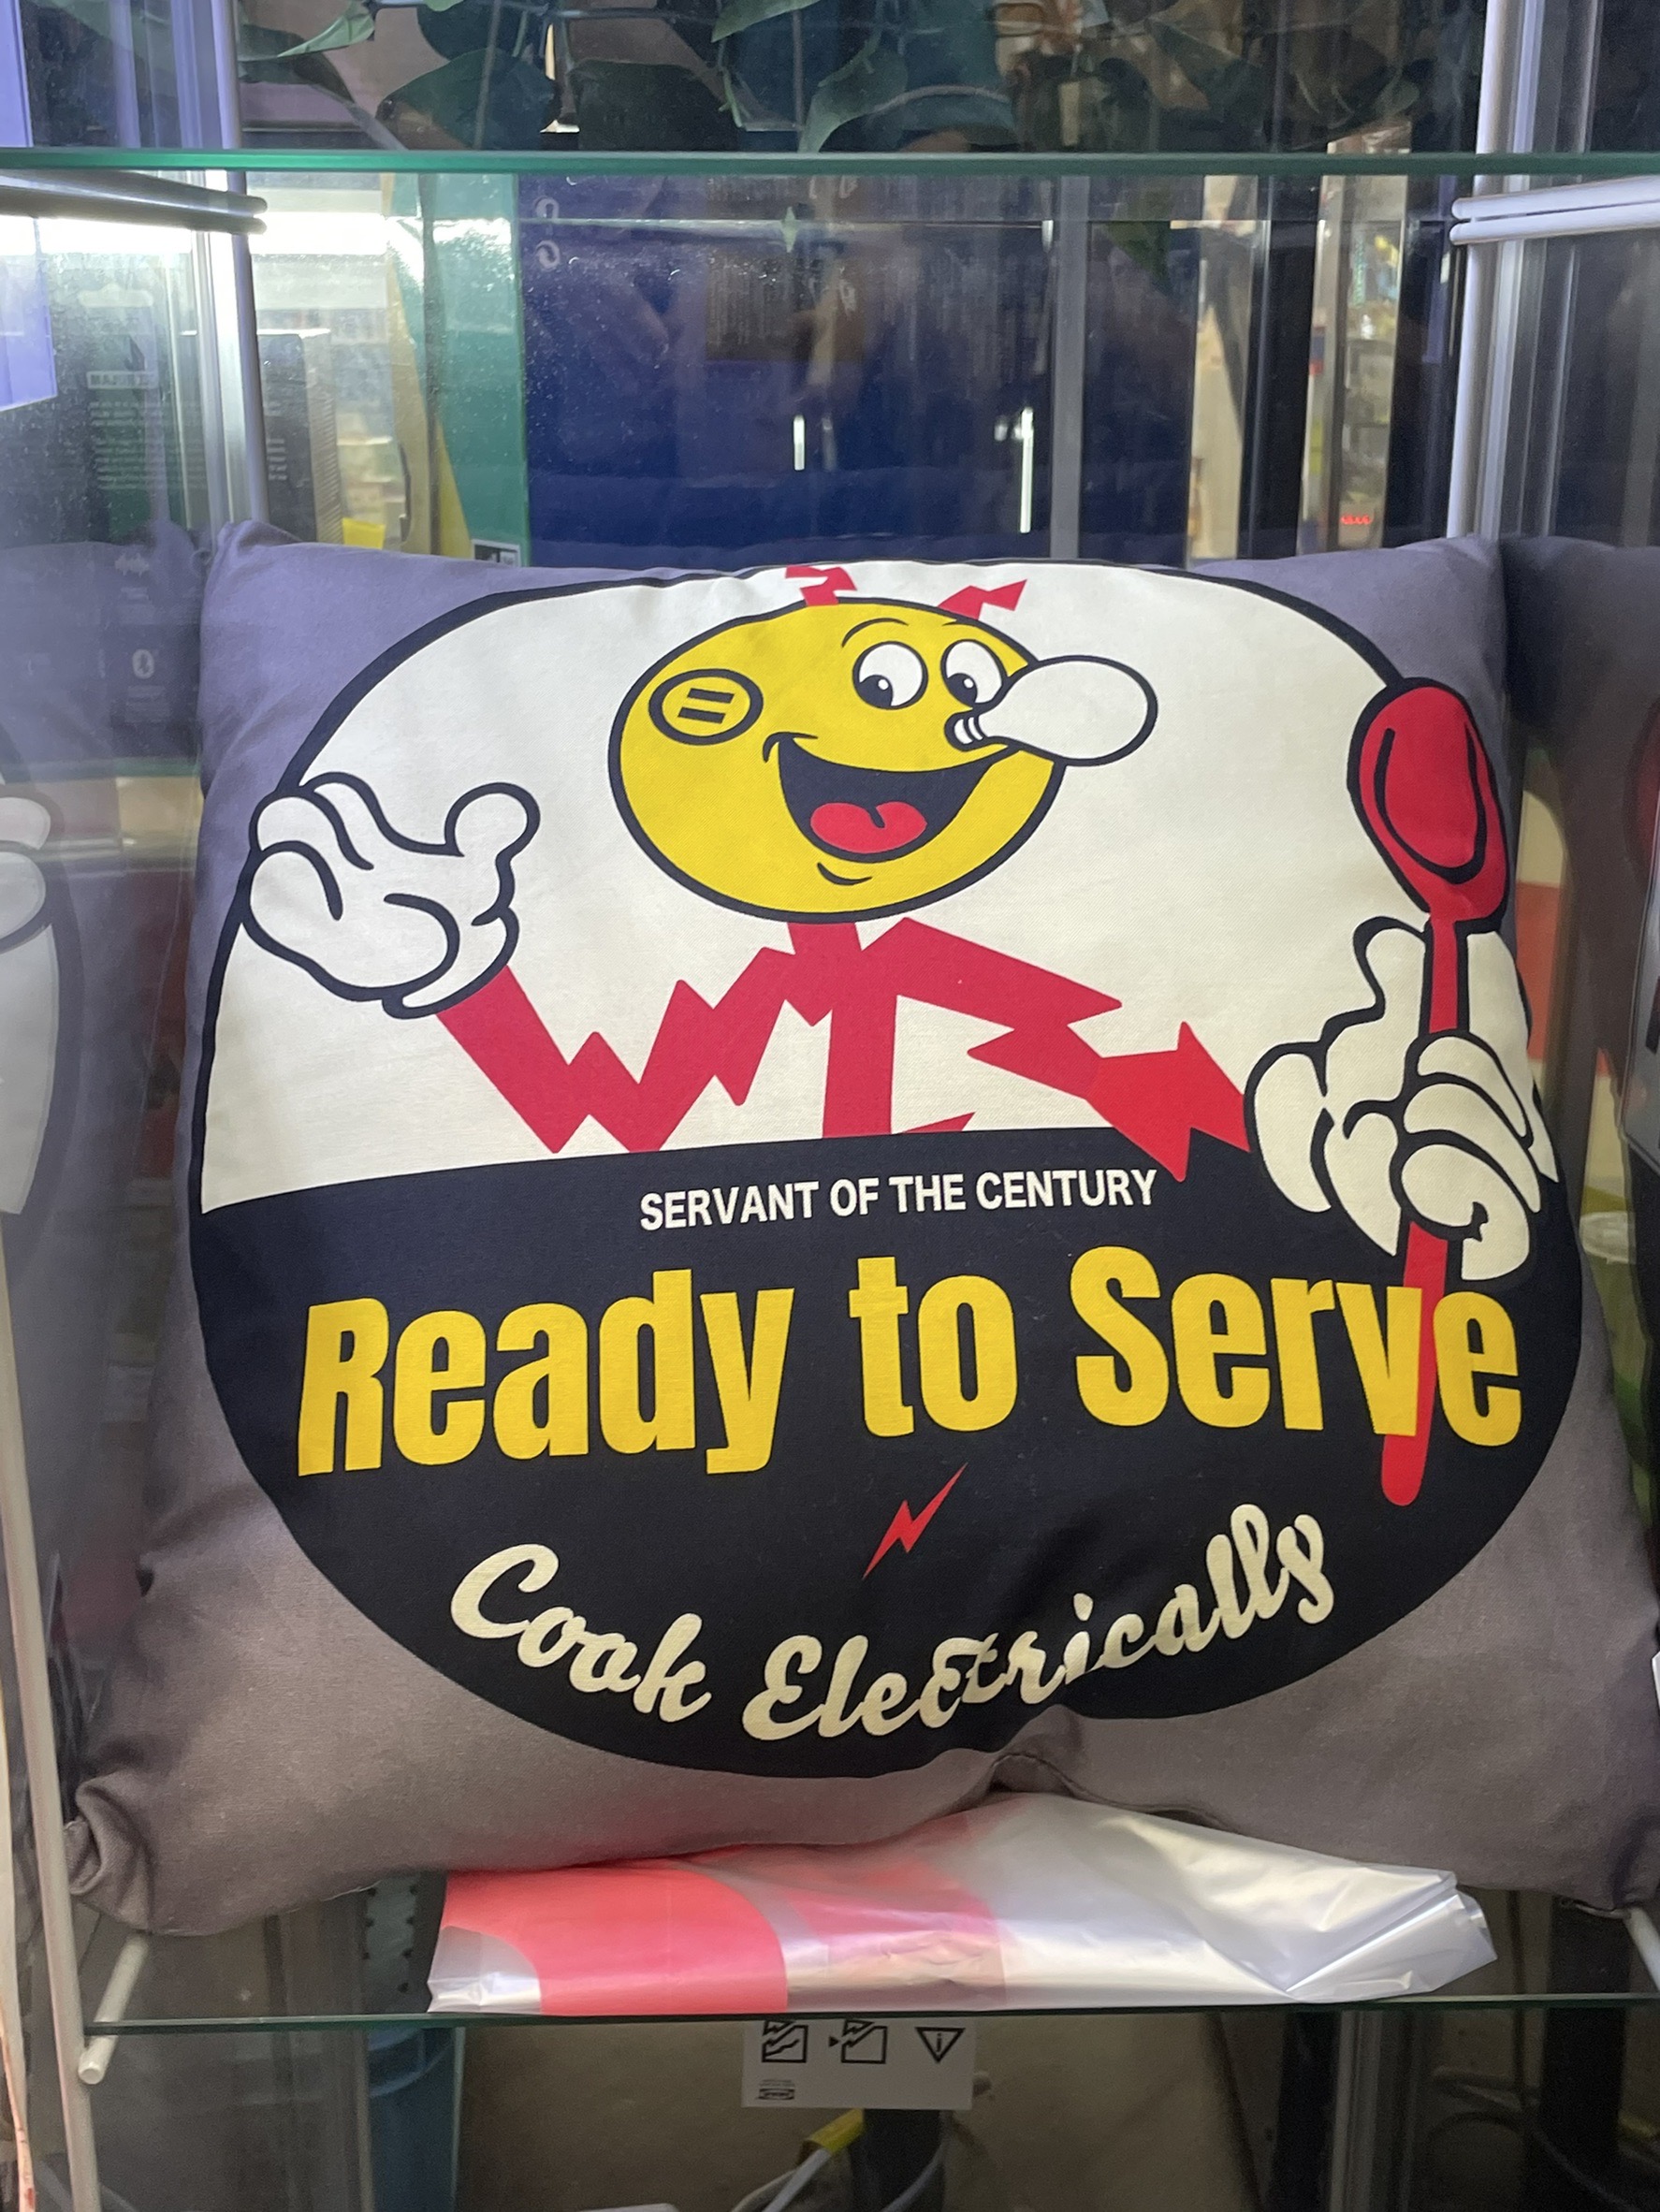 SERVANT OF THE CENTURY
Ready to Serve
Cook Electrically